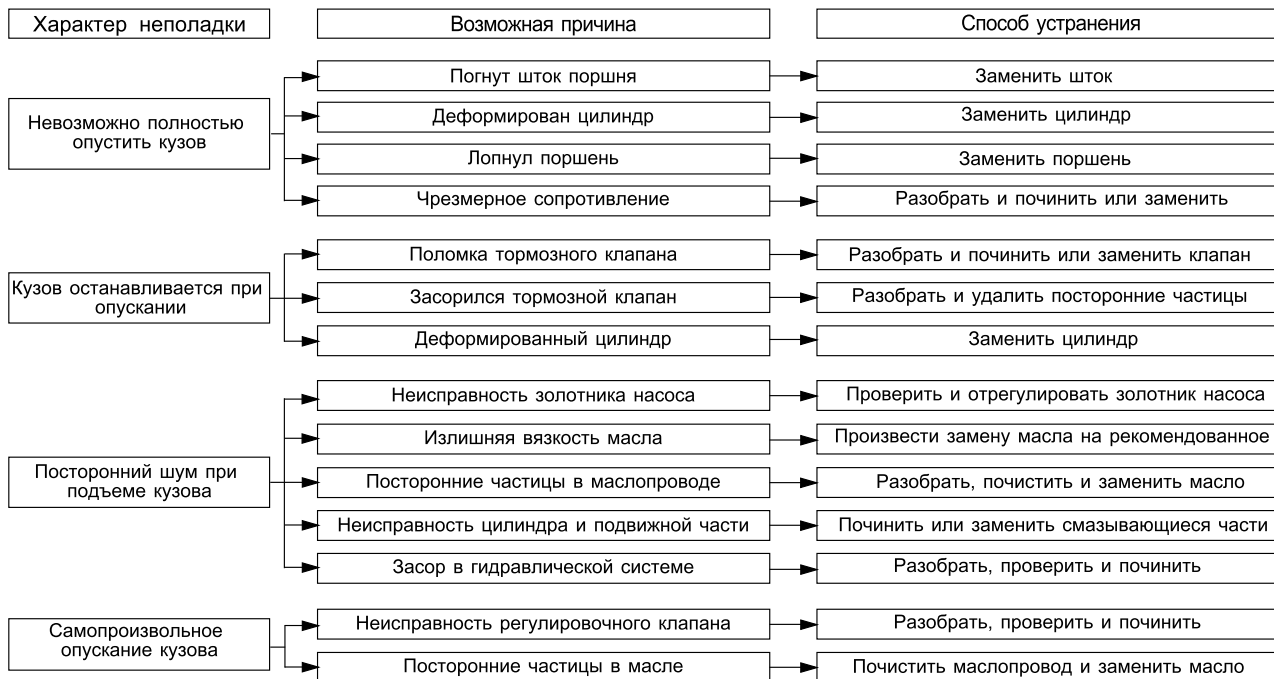 Характер неполадки
Возможная причина
Способ устранения
Невозможно полностью
опустить кузов
Погнут шток поршня
Заменить шток
Деформирован цилиндр
Заменить цилиндр
Лопнул поршень
Заменить поршень
Чрезмерное сопротивление
Разобрать и починить или заменить
Кузов останавливается при
опускании
Поломка тормозного клапана
Разобрать и починить или заменить клапан
Засорился тормозной клапан
Разобрать и удалить посторонние частицы
Деформированный цилиндр
Заменить цилиндр
Посторонний шум при
подъеме кузова
Неисправность золотника насоса
Проверить и отрегулировать золотник насоса
Излишняя вязкость масла
Произвести замену масла на рекомендованное
Посторонние частицы в маслопроводе
Разобрать, почистить и заменить масло
Неисправность цилиндра и подвижной части
Починить или заменить смазывающиеся части
Засор в гидравлической системе
Разобрать, проверить и починить
Самопроизвольное
опускание кузова
Неисправность регулировочного клапана
Разобрать, проверить и починить
Посторонние частицы в масле
Почистить маслопровод и заменить масло